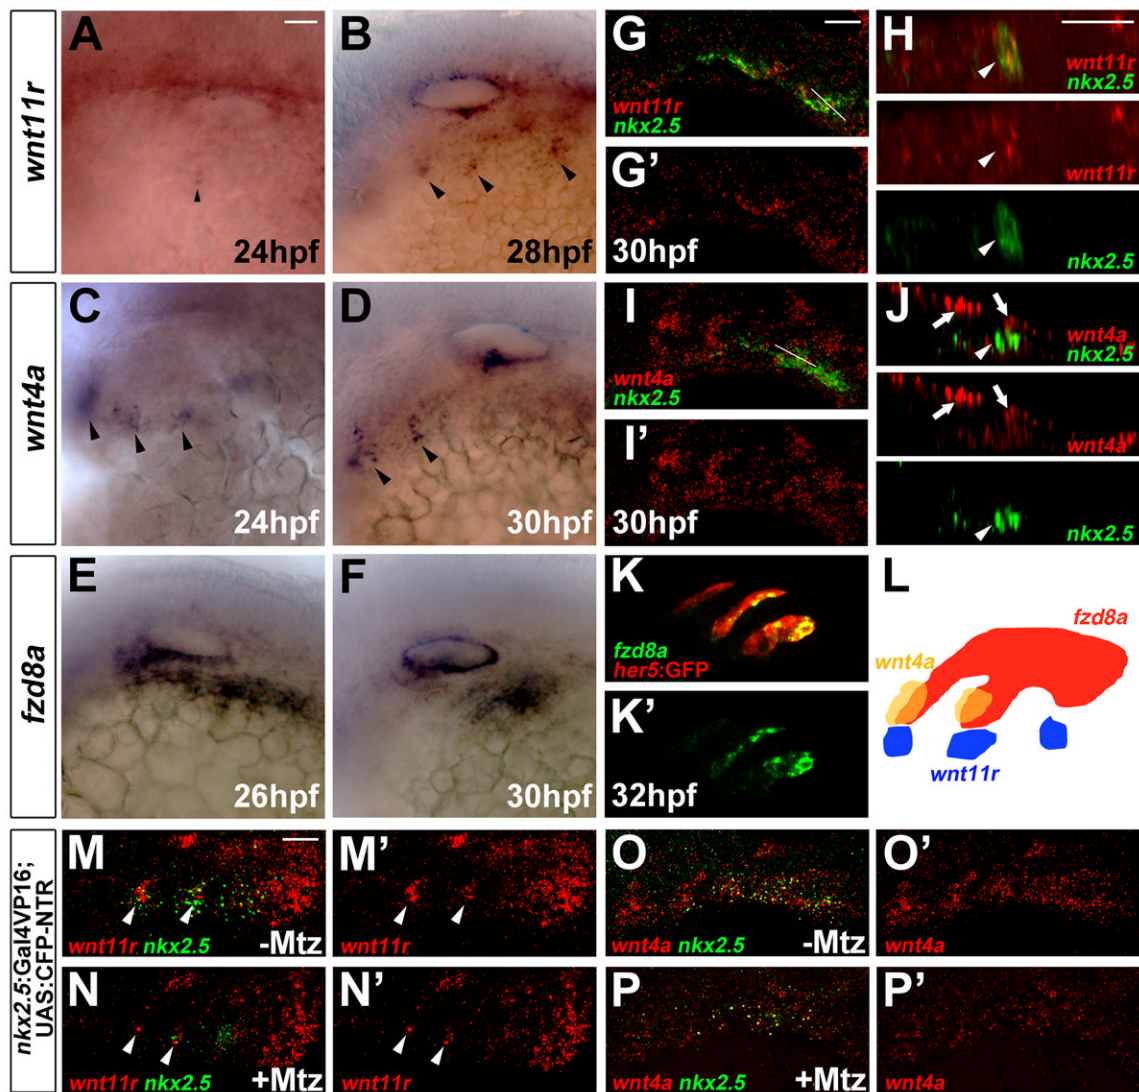 wnt11r
A
24hpf
B
28hpf
G
wnt11r
nkx2.5
G’
30hpf
H
wnt11r
nkx2.5
wnt11r
nkx2.5
wnt4a
C
24hpf
D
30hpf
I
wnt4a
nkx2.5
I’
30hpf
J
wnt4a
nkx2.5
wnt4a
nkx2.5
fzd8a
E
26hpf
F
30hpf
K
fzd8a
her5:GFP
K’
32hpf
L
fzd8a
wnt4a
wnt11r
nkx2.5:Gal4VP16;
UAS:CFP-NTR
M
wnt11r nkx2.5 -Mtz
M’
wnt11r
O
wnt4a nkx2.5 -Mtz
O’
wnt4a
N
wnt11r nkx2.5 +Mtz
N’
wnt11r
P
wnt4a nkx2.5 +Mtz
P’
wnt4a